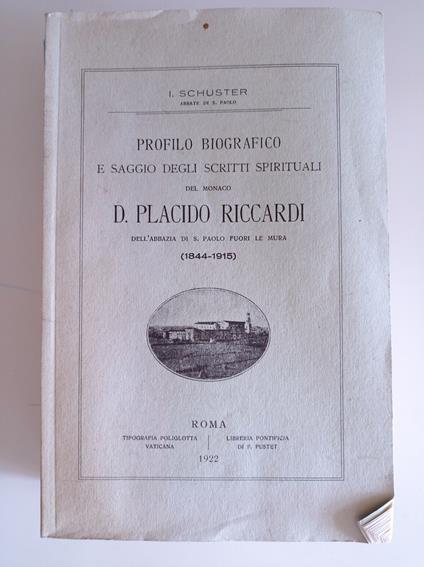 I. SCHUSTER
ABBATE DI S. PAOLO
PROFILO BIOGRAFICO
E SAGGIO DEGLI SCRITTI SPIRITUALI
DEL MONACO
D. PLACIDO RICCARDI
DELL'ABBAZIA DI S. PAOLO FUORI LE MURA
(1844-1915)
ROMA
TIPOGRAFIA POLIGLOTTA
VATICANA
LIBRERIA PONTIFICIA
DI F. PUSTET
1922